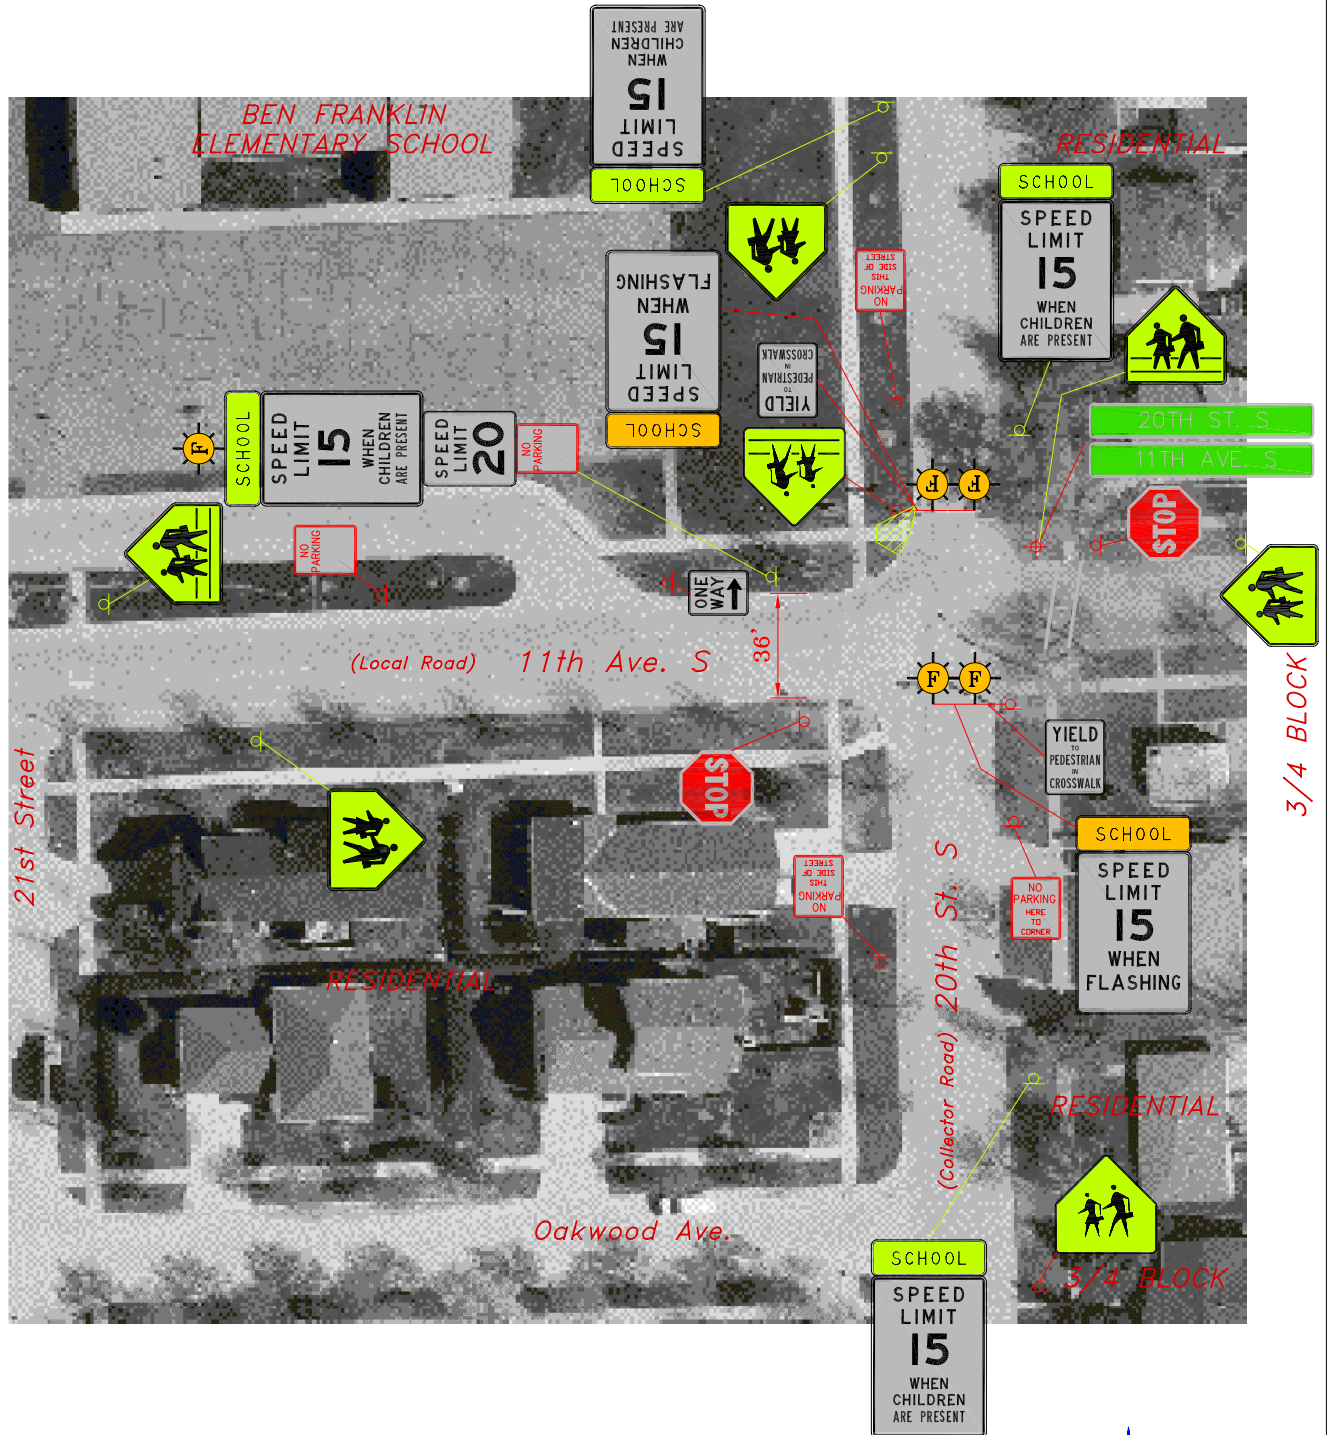 SPEED
LIMIT
15
WHEN
CHILDREN
ARE PRESENT
SCHOOL
BEN FRANKLIN
ELEMENTARY SCHOOL
RESIDENTIAL
SCHOOL
SPEED
LIMIT
15
WHEN
CHILDREN
ARE PRESENT
NO
PARKING
THIS
SIDE OF
STREET
SCHOOL
SPEED
LIMIT
15
WHEN
FLASHING
YIELD
TO
PEDESTRIAN
IN
CROSSWALK
F
SCHOOL
SPEED
LIMIT
15
WHEN
CHILDREN
ARE PRESENT
SPEED
LIMIT
20
NO
PARKING
20TH ST. S
11TH AVE. S
F F
STOP
NO
PARKING
ONE
WAY
36'
(Local Road) 11th Ave. S
F F
3/4 BLOCK
21st Street
STOP
YIELD
TO
PEDESTRIAN
IN
CROSSWALK
SCHOOL
SPEED
LIMIT
15
WHEN
FLASHING
NO
PARKING
THIS
SIDE OF
STREET
NO
PARKING
HERE
TO
CORNER
(Collector Road) 20th St. S
RESIDENTIAL
RESIDENTIAL
Oakwood Ave.
3/4 BLOCK
SCHOOL
SPEED
LIMIT
15
WHEN
CHILDREN
ARE PRESENT